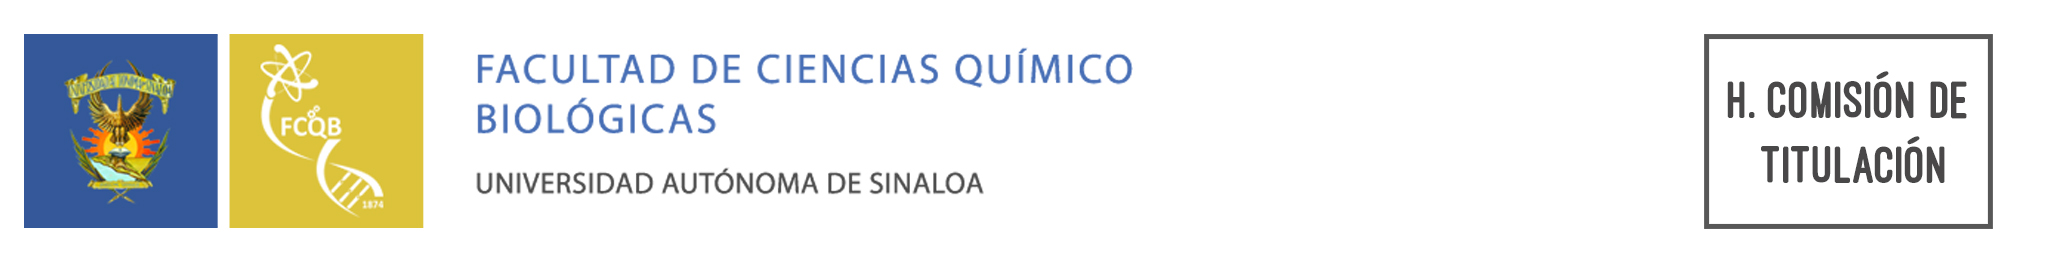 FCQB
1874
FACULTAD DE CIENCIAS QUÍMICO
BIOLÓGICAS
UNIVERSIDAD AUTÓNOMA DE SINALOA
H. COMISIÓN DE
TITULACIÓN